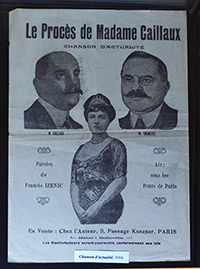 Le Procès de Madame Caillaux
CHANSON D'ACTUALITÉ
M. CAILLAUX
M. CALMETTE
Paroles
de
Francis IZENIC
Air:
sous les
Ponts de Paris
En Vente : Chez l'Auteur, 3, Passage Kuszner, PARIS
Les Contrefacteurs seront poursuivis conformément aux lois
Chanson d'actualité 1914